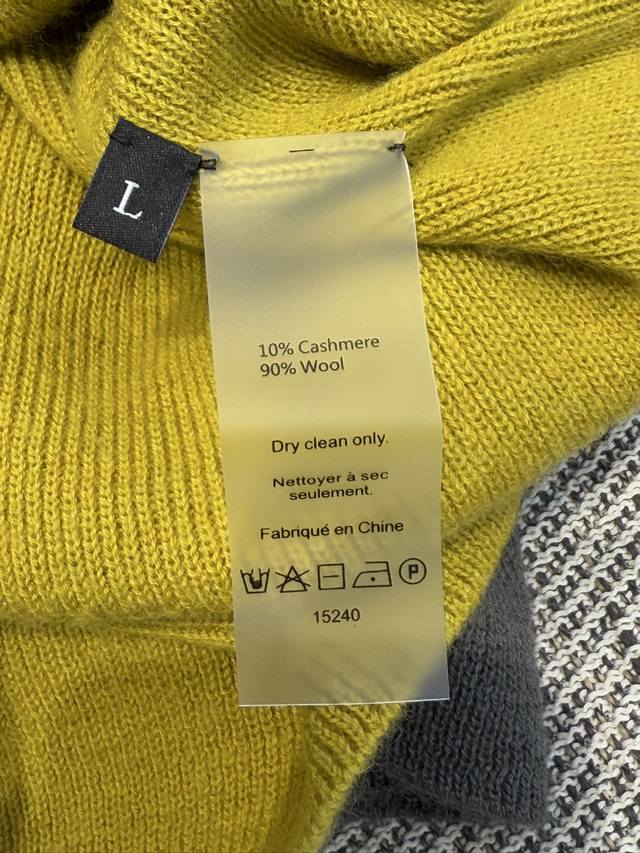 L
10% Cashmere
90% Wool
Dry clean only.
Nettoyer à sec
seulement.
Fabriqué en Chine
P
15240